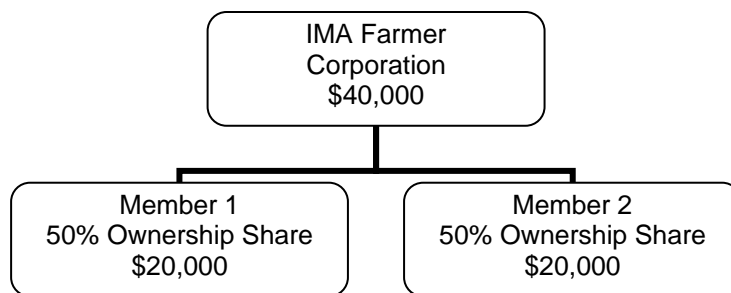 IMA Farmer
Corporation
$40,000
Member 1
50% Ownership Share
$20,000
Member 2
50% Ownership Share
$20,000